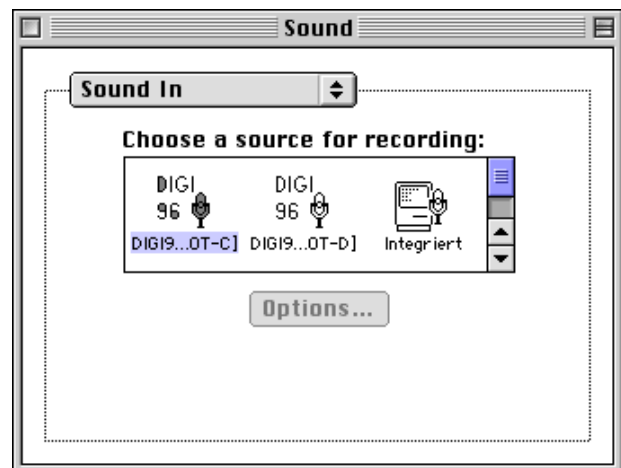 Sound
Sound In
Choose a source for recording:
DIGI DIGI
96 96
DIGI9...OT-C] DIGI9...OT-D] Integriert
Options...